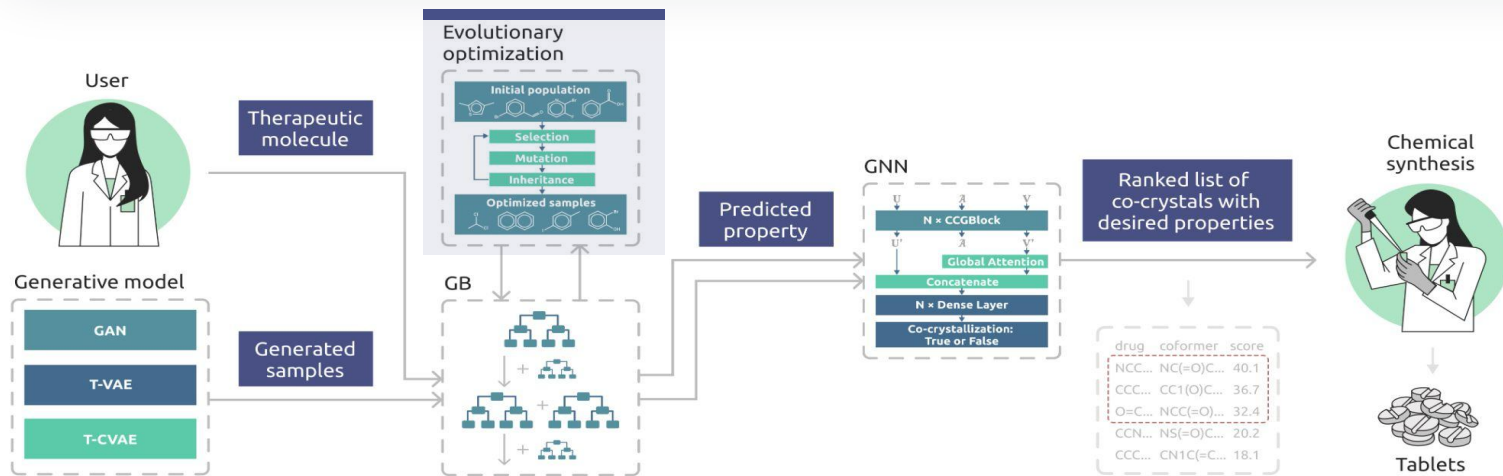 User
Therapeutic
molecule
Generative model
GAN
T-VAE
T-CVAE
Generated
samples
Evolutionary
optimization
Initial population
Selection
Mutation
Inheritance
Optimized samples
GB
+
+
+
Predicted
property
GNN
U A V
N × CCGBlock
U' A V'
Global Attention
Concatenate
N × Dense Layer
Co-crystallization:
True or False
Ranked list of
co-crystals with
desired properties
drug coformer score
NCC... NC(=O)C... 40.1
CCC... CC1(O)C... 36.7
O=C... NCC(=O)... 32.4
CCN... NS(=O)C... 20.2
CCC... CN1C(=C... 18.1
Chemical
synthesis
Tablets